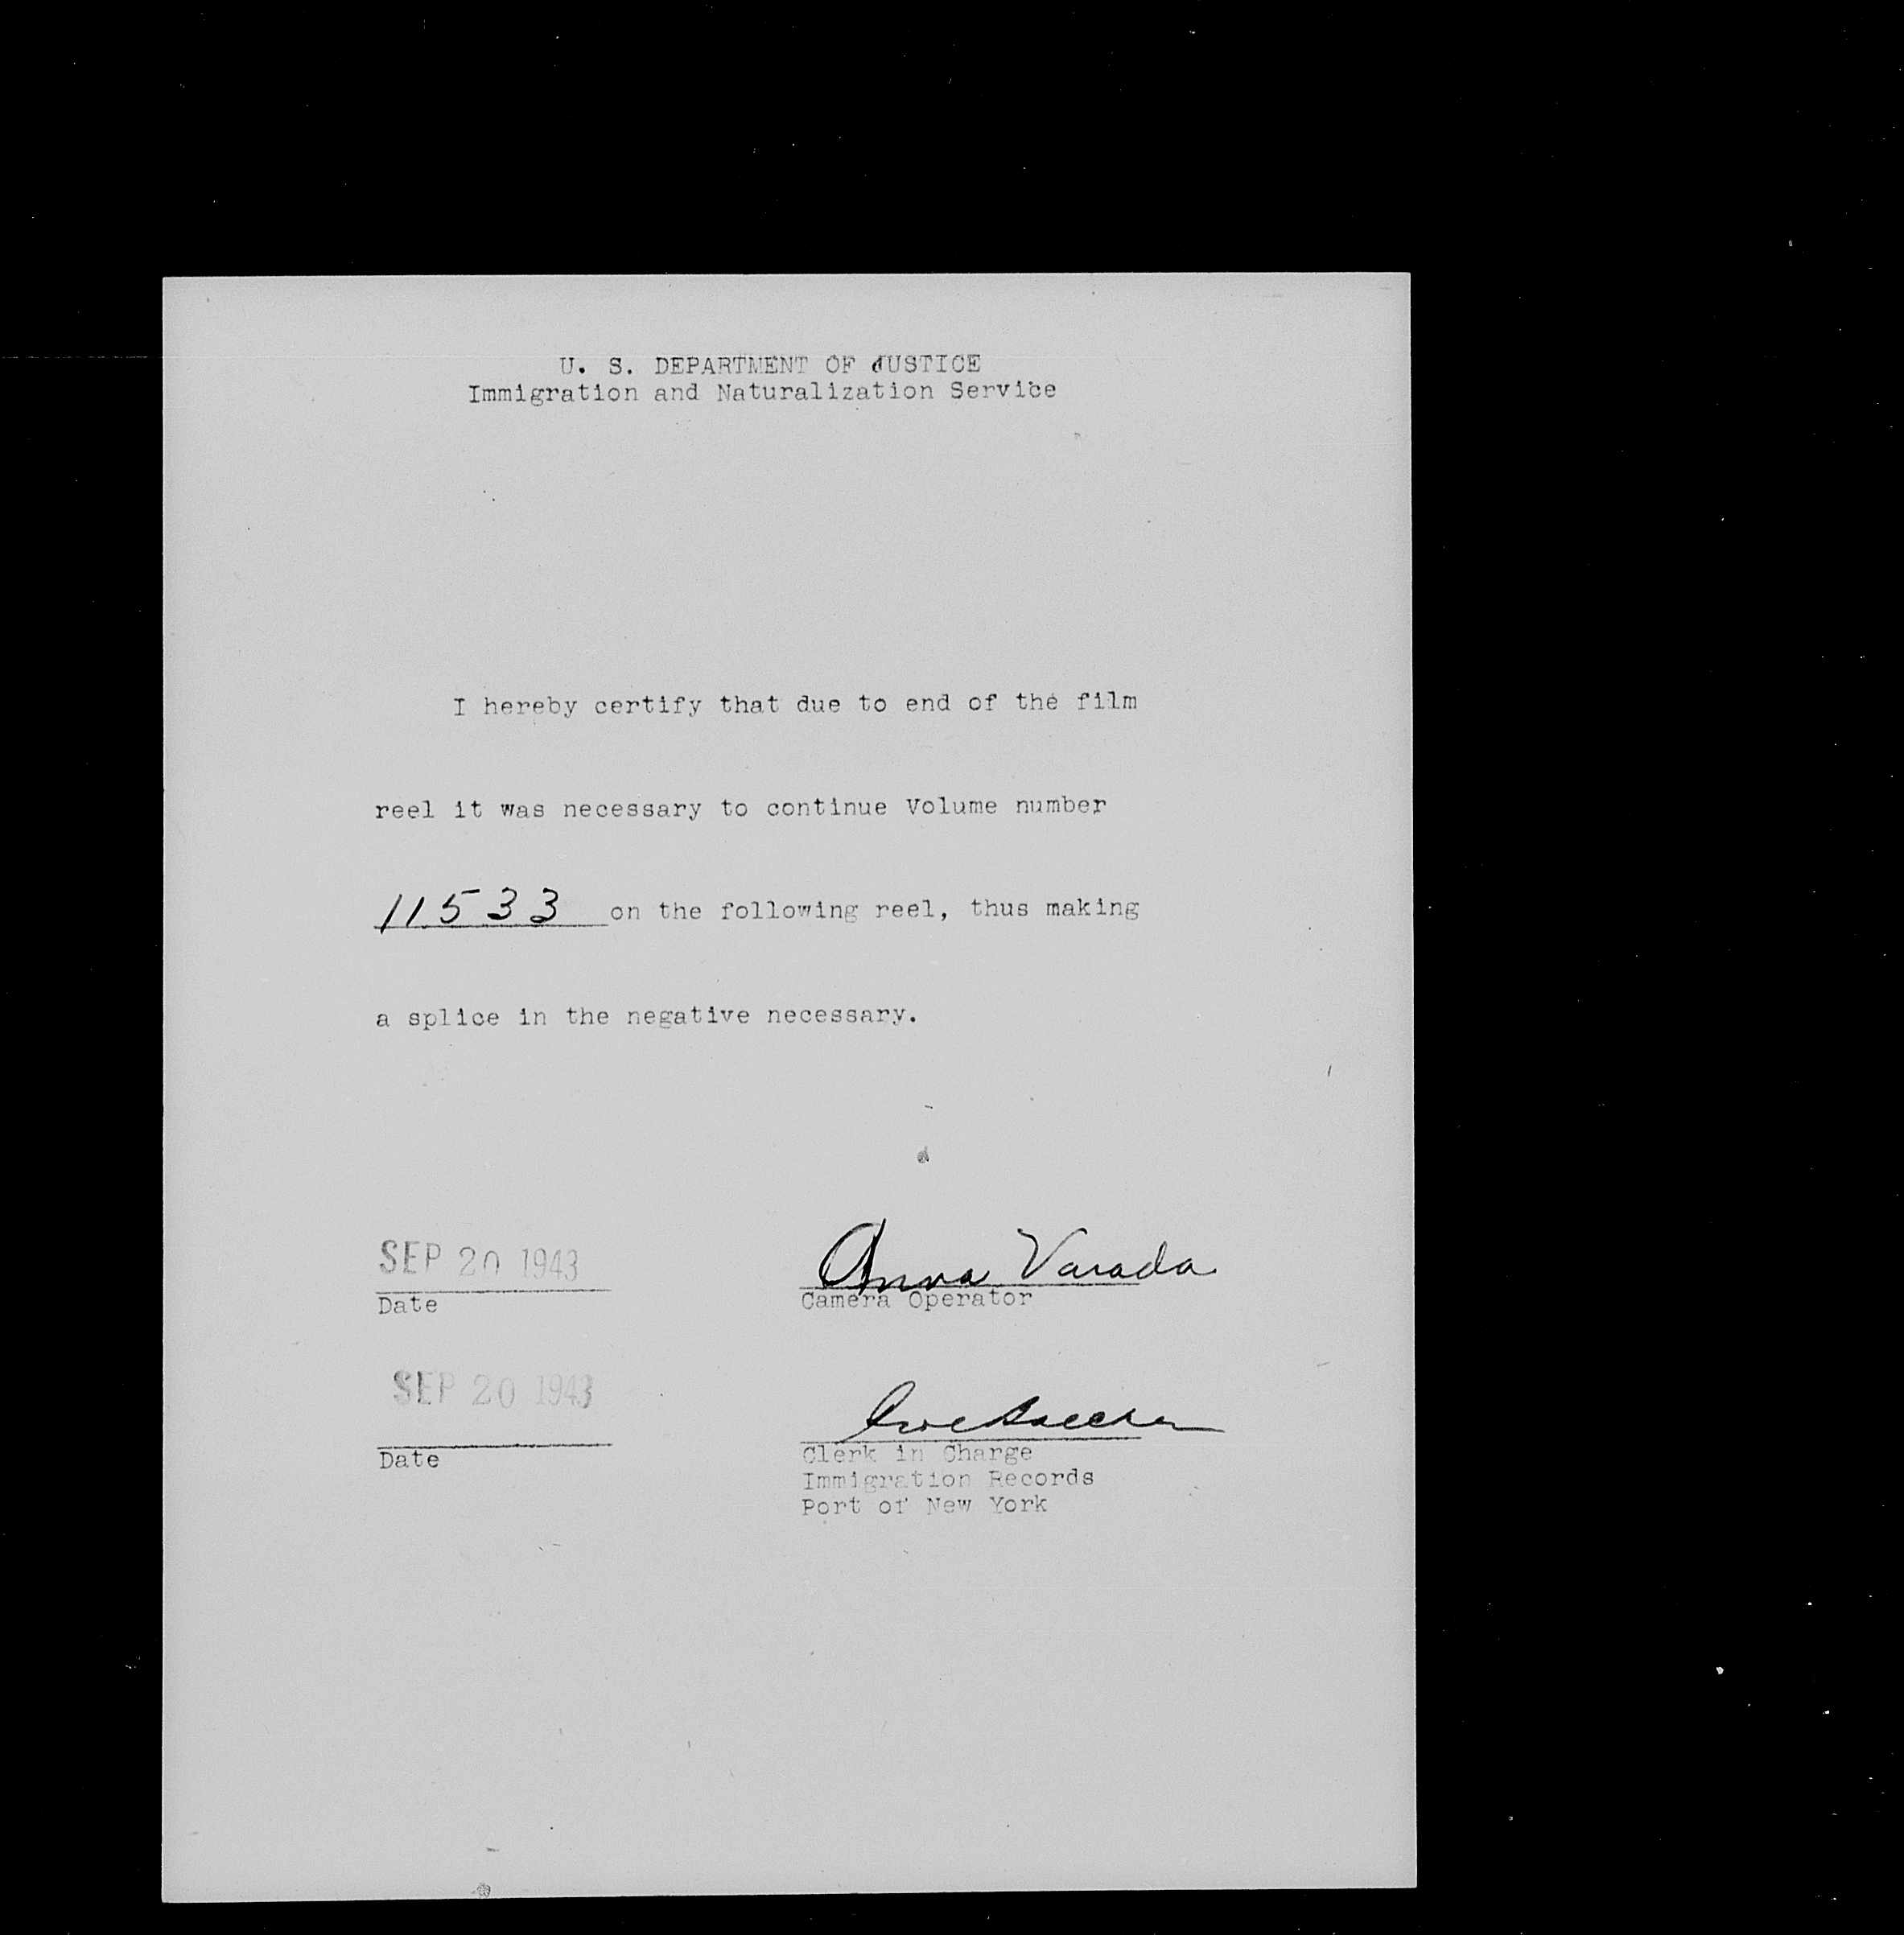 U. S. DEPARTMENT OF JUSTICE
Immigration and Naturalization Service
I hereby certify that due to end of the film
reel it was necessary to continue Volume number
11533 on the following reel, thus making
a splice in the negative necessary.
SEP 20 1943
Anna Varada
Date
Camera Operator
SEP 20 1943
Date
Clerk in Charge
Immigration Records
Port of New York